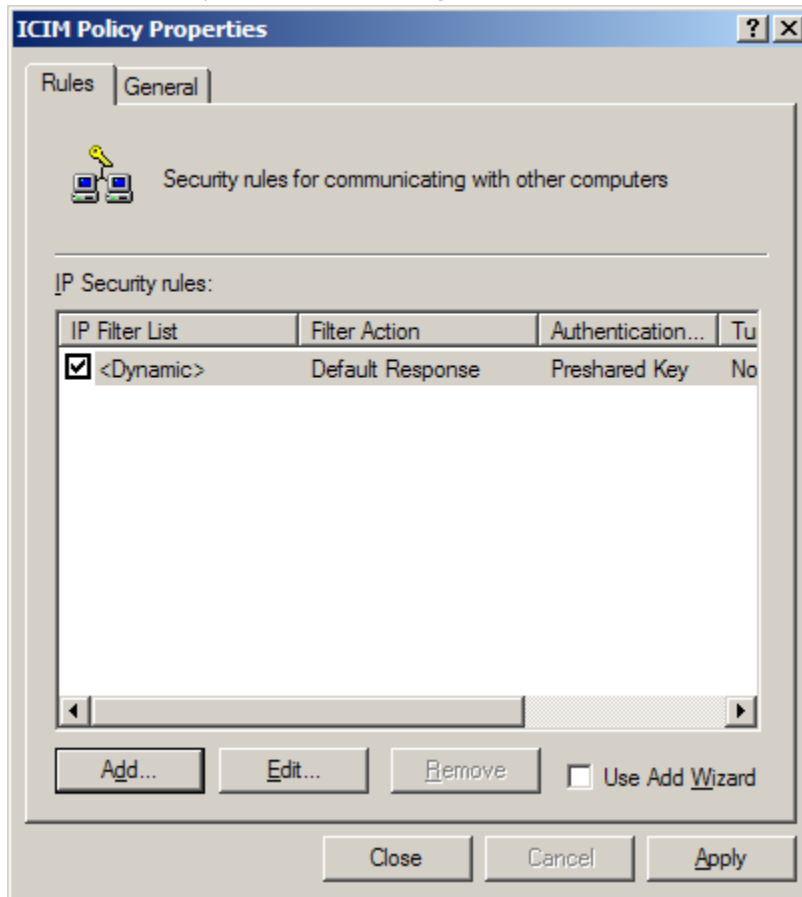 ICIM Policy Properties
Rules General
Security rules for communicating with other computers
IP Security rules:
IP Filter List Filter Action Authentication... Tu
<Dynamic> Default Response Preshared Key No
Add... Edit... Remove Use Add Wizard
Close Cancel Apply